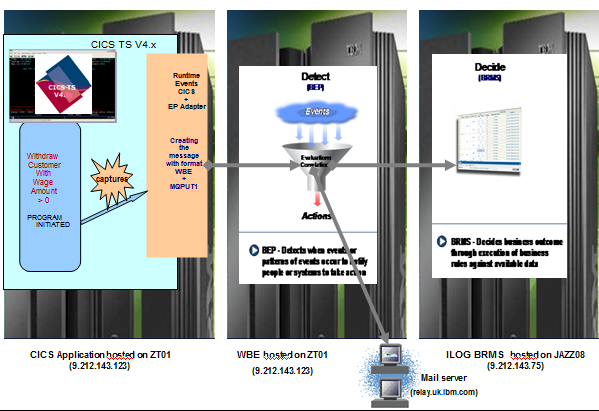 CICS TS V4.x
CICS TS
V4.
Withdraw
Customer
With
Wage
Amount
> 0
PROGRAM
INITIATED
captures
Runtime
Events
CICS
+
EP Adapter
Creating
the
message
with format
WBE
+
MQPUT1
CICS Application hosted on ZT01
(9.212.143.123)
IBM
Detect
(BEP)
Events
Evaluations
Actions
BEP - Detects when events or
patterns of events occur to notify
people or systems to take action
WBE hosted on ZT01
(9.212.143.123)
Decide
(BRMS)
BRMS - Decides business outcome
through execution of business
rules against available data
ILOG BRMS hosted on JAZZ08
(9.212.143.75)
Mail server
(relay.uk.ibm.com)